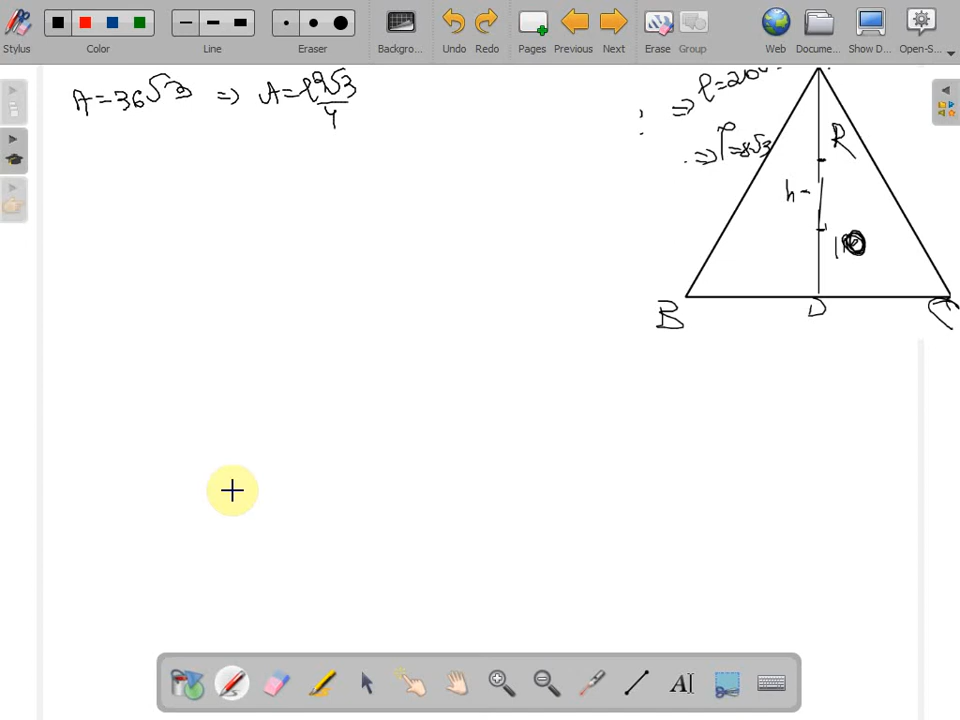 Stylus Color Line Eraser Backgro... Undo Redo Pages Previous Next Erase Group Web Docume... Show D... Open-S...
A=36√3 ⇒ A=l²√3/4
⇒ l=
⇒ l=8√3
R
h
B D C